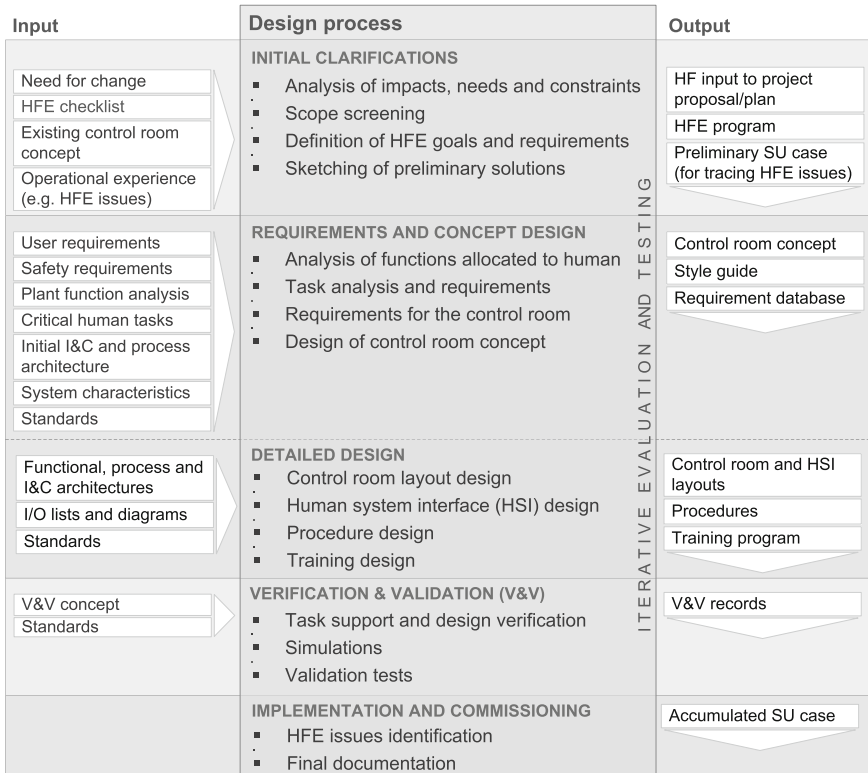 Input
Design process
Output
INITIAL CLARIFICATIONS
Need for change
HFE checklist
Existing control room
concept
Operational experience
(e.g. HFE issues)
▪ Analysis of impacts, needs and constraints
▪ Scope screening
▪ Definition of HFE goals and requirements
▪ Sketching of preliminary solutions
HF input to project
proposal/plan
HFE program
Preliminary SU case
(for tracing HFE issues)
REQUIREMENTS AND CONCEPT DESIGN
User requirements
Safety requirements
Plant function analysis
Critical human tasks
Initial I&C and process
architecture
System characteristics
Standards
▪ Analysis of functions allocated to human
▪ Task analysis and requirements
▪ Requirements for the control room
▪ Design of control room concept
Control room concept
Style guide
Requirement database
ITERATIVE EVALUATION AND TESTING
DETAILED DESIGN
Functional, process and
I&C architectures
I/O lists and diagrams
Standards
▪ Control room layout design
▪ Human system interface (HSI) design
▪ Procedure design
▪ Training design
Control room and HSI
layouts
Procedures
Training program
VERIFICATION & VALIDATION (V&V)
V&V concept
Standards
▪ Task support and design verification
▪ Simulations
▪ Validation tests
V&V records
IMPLEMENTATION AND COMMISSIONING
▪ HFE issues identification
▪ Final documentation
Accumulated SU case